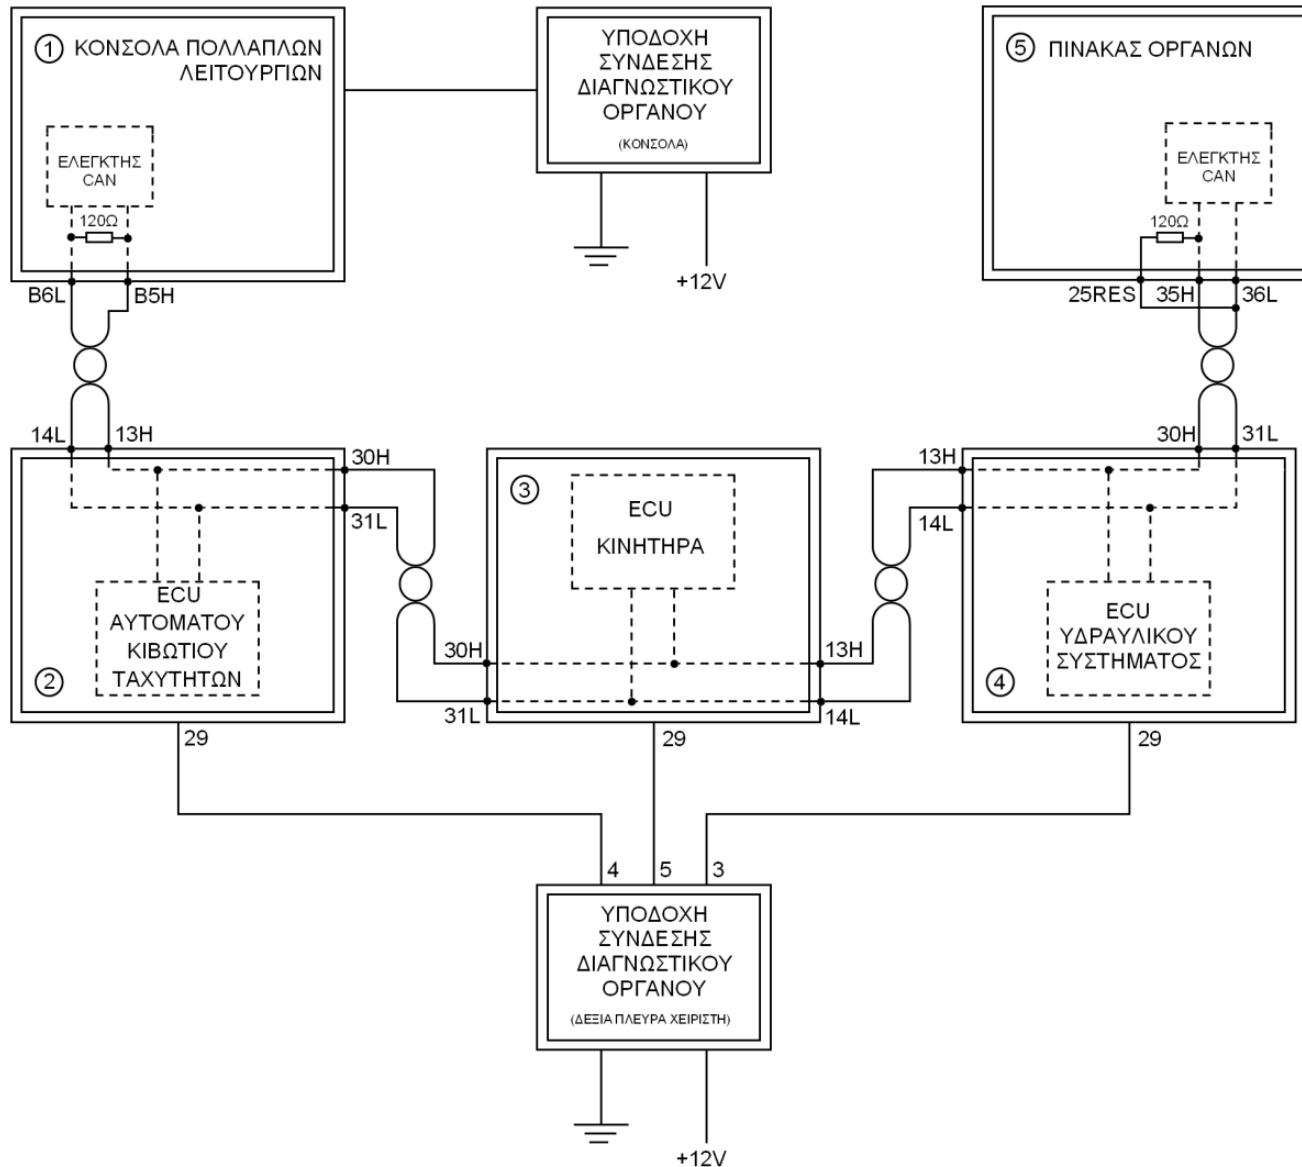 ① ΚΟΝΣΟΛΑ ΠΟΛΛΑΠΛΩΝ
ΛΕΙΤΟΥΡΓΙΩΝ
ΕΛΕΓΚΤΗΣ
CAN
120Ω
B6L
B5H
ΥΠΟΔΟΧΗ
ΣΥΝΔΕΣΗΣ
ΔΙΑΓΝΩΣΤΙΚΟΥ
ΟΡΓΑΝΟΥ
(ΚΟΝΣΟΛΑ)
+12V
⑤ ΠΙΝΑΚΑΣ ΟΡΓΑΝΩΝ
ΕΛΕΓΚΤΗΣ
CAN
120Ω
25RES
35H
36L
14L
13H
30H
31L
ECU
ΑΥΤΟΜΑΤΟΥ
ΚΙΒΩΤΙΟΥ
ΤΑΧΥΤΗΤΩΝ
②
29
③
ECU
ΚΙΝΗΤΗΡΑ
30H
31L
13H
14L
29
30H
31L
13H
14L
ECU
ΥΔΡΑΥΛΙΚΟΥ
ΣΥΣΤΗΜΑΤΟΣ
④
29
4
5
3
ΥΠΟΔΟΧΗ
ΣΥΝΔΕΣΗΣ
ΔΙΑΓΝΩΣΤΙΚΟΥ
ΟΡΓΑΝΟΥ
(ΔΕΞΙΑ ΠΛΕΥΡΑ ΧΕΙΡΙΣΤΗ)
+12V